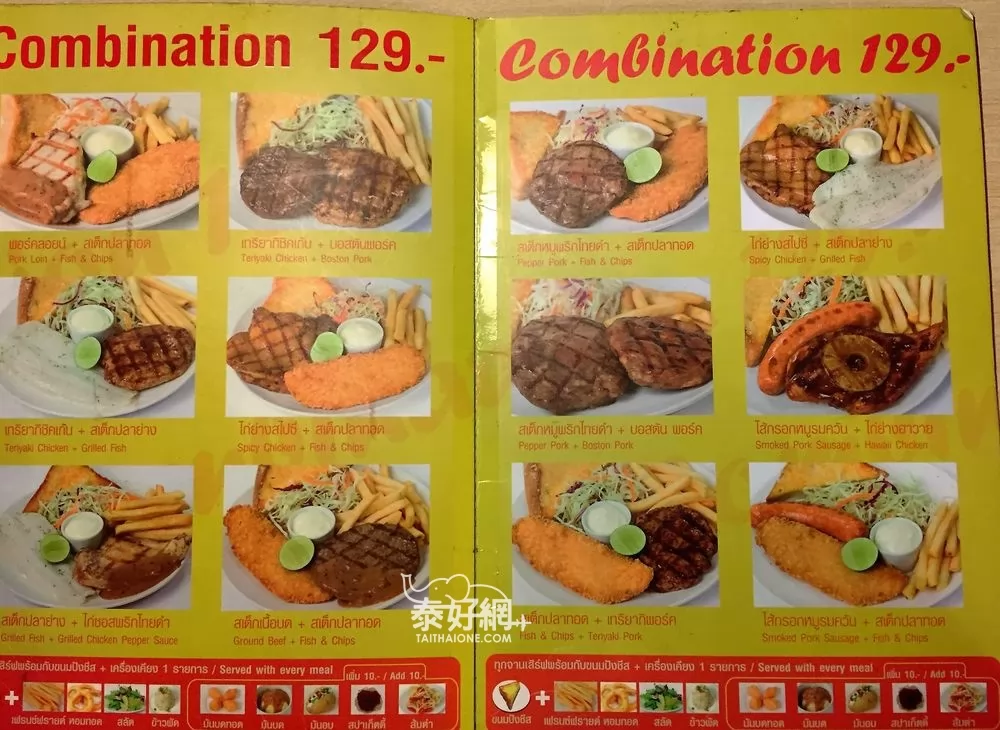 Combination 129.-
พอร์คลอยน์ + สเต็กปลาทอด
Pork Loin + Fish & Chips
เทริยากิชิคเก้น + บอสตันพอร์ค
Teriyaki Chicken + Boston Pork
เทริยากิชิคเก้น + สเต็กปลาย่าง
Teriyaki Chicken + Grilled Fish
ไก่ย่างสไปซี่ + สเต็กปลาทอด
Spicy Chicken + Fish & Chips
สเต็กปลาย่าง + ไก่ซอสพริกไทยดำ
Grilled Fish + Grilled Chicken Pepper Sauce
สเต็กเนื้อบด + สเต็กปลาทอด
Ground Beef + Fish & Chips
เสิร์ฟพร้อมกับขนมปังชีส + เครื่องเคียง 1 รายการ / Served with every meal
เพิ่ม 10.- / Add 10.-
+
เฟรนช์ฟรายด์ หอมทอด สลัด ข้าวผัด
มันบดทอด มันบด มันอบ สปาเก็ตตี้ ส้มตำ
Combination 129.-
สเต็กหมูพริกไทยดำ + สเต็กปลาทอด
Pepper Pork + Fish & Chips
ไก่ย่างสไปซี่ + สเต็กปลาย่าง
Spicy Chicken + Grilled Fish
สเต็กหมูพริกไทยดำ + บอสตัน พอร์ค
Pepper Pork + Boston Pork
ไส้กรอกหมูรมควัน + ไก่ย่างฮาวาย
Smoked Pork Sausage + Hawaii Chicken
สเต็กปลาทอด + เทริยากิพอร์ค
Fish & Chips + Teriyaki Pork
ไส้กรอกหมูรมควัน + สเต็กปลาทอด
Smoked Pork Sausage + Fish & Chips
ทุกจานเสิร์ฟพร้อมกับขนมปังชีส + เครื่องเคียง 1 รายการ / Served with every meal
เพิ่ม 10.- / Add 10.-
+
ขนมปังชีส เฟรนช์ฟรายด์ หอมทอด สลัด ข้าวผัด
มันบดทอด มันบด มันอบ สปาเก็ตตี้ ส้มตำ
泰好網+
TAITHAIONE.COM